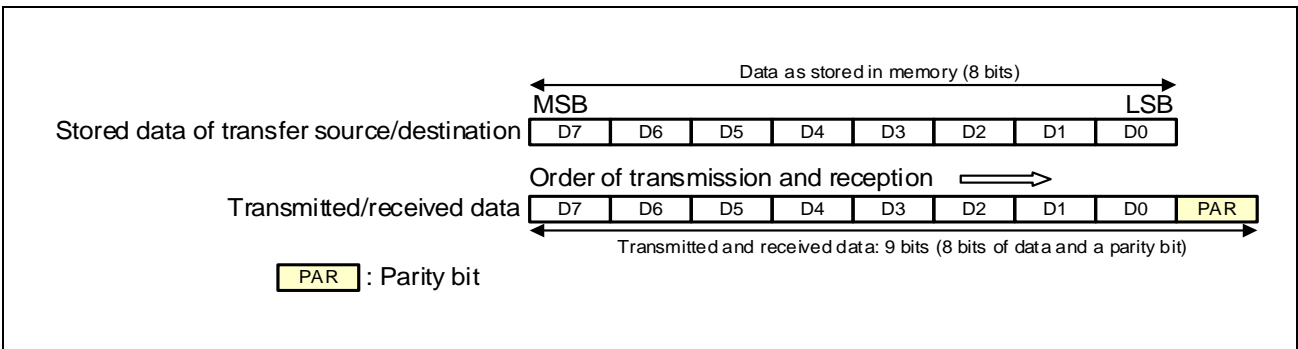 Data as stored in memory (8 bits)
MSB LSB
Stored data of transfer source/destination D7 D6 D5 D4 D3 D2 D1 D0
Order of transmission and reception
Transmitted/received data D7 D6 D5 D4 D3 D2 D1 D0 PAR
Transmitted and received data: 9 bits (8 bits of data and a parity bit)
PAR : Parity bit